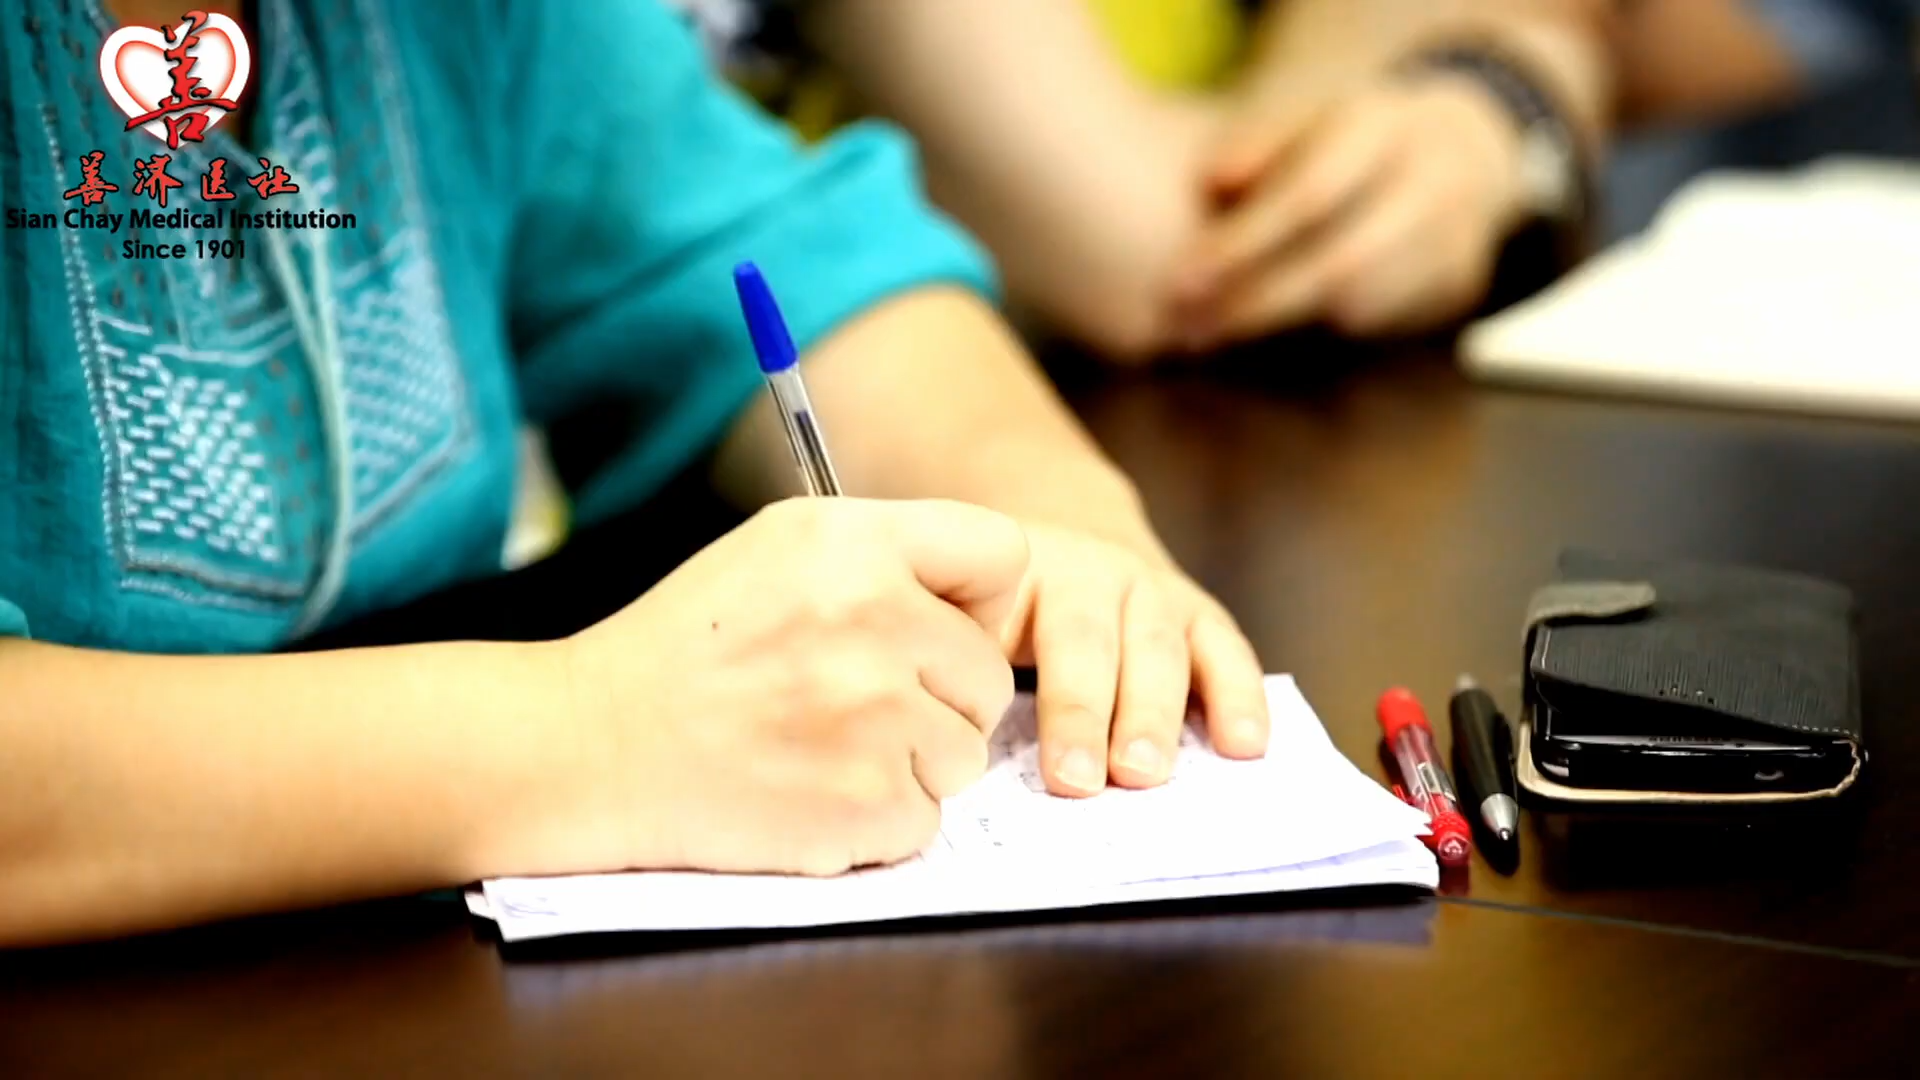 善
善济医社
Sian Chay Medical Institution
Since 1901